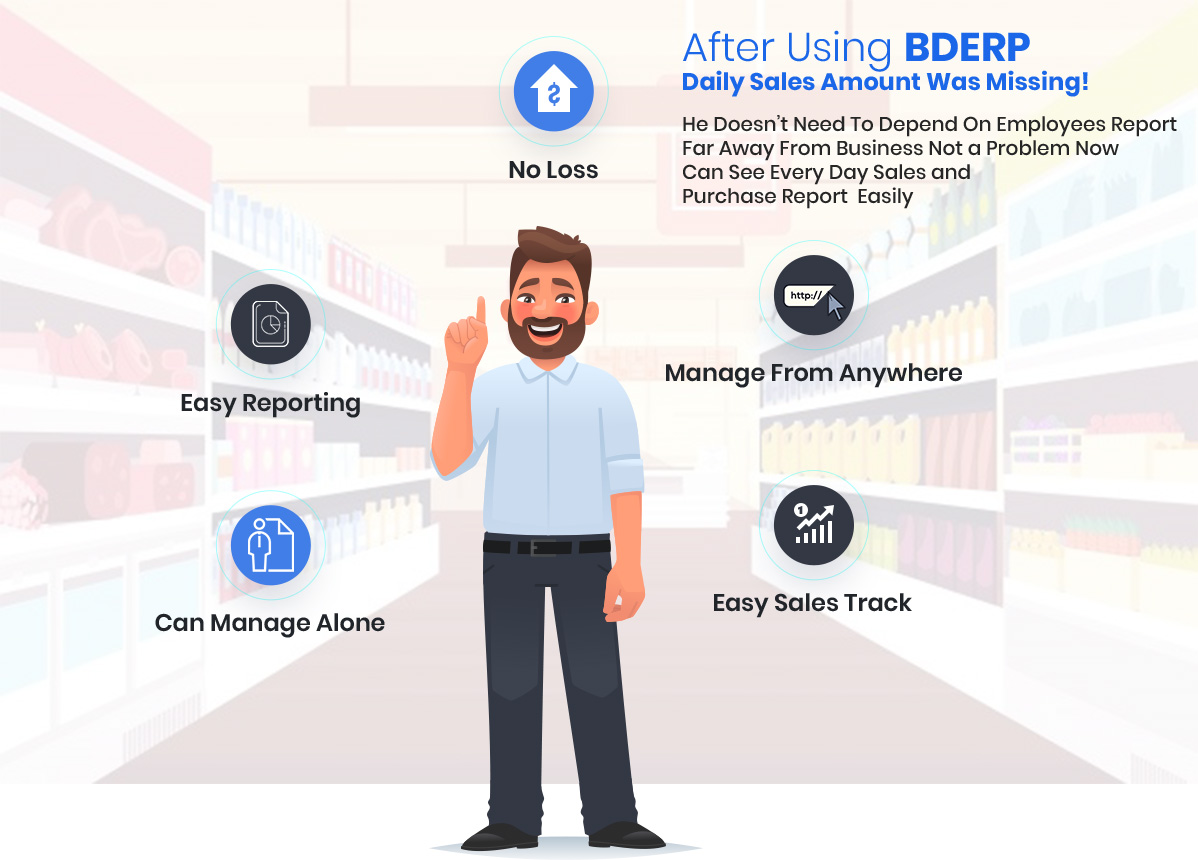 After Using BDERP
Daily Sales Amount Was Missing!
He Doesn't Need To Depend On Employees Report
Far Away From Business Not a Problem Now
Can See Every Day Sales and
Purchase Report Easily
No Loss
http://
Manage From Anywhere
Easy Reporting
1
Easy Sales Track
Can Manage Alone